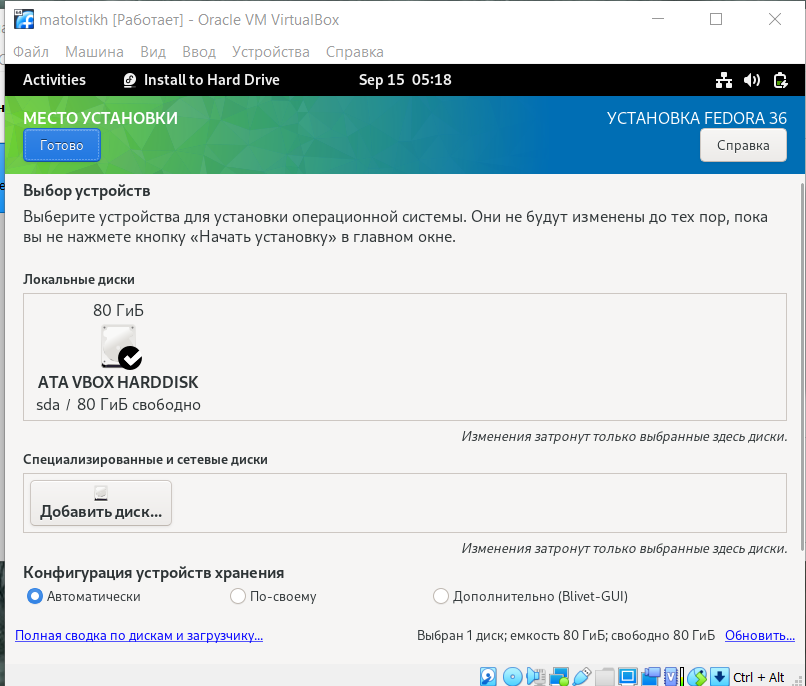 matolstikh [Работает] - Oracle VM VirtualBox
Файл Машина Вид Ввод Устройства Справка
Activities Install to Hard Drive Sep 15 05:18
МЕСТО УСТАНОВКИ УСТАНОВКА FEDORA 36
Готово Справка
Выбор устройств
Выберите устройства для установки операционной системы. Они не будут изменены до тех пор, пока
вы не нажмете кнопку «Начать установку» в главном окне.
Локальные диски
80 ГиБ
ATA VBOX HARDDISK
sda / 80 ГиБ свободно
Изменения затронут только выбранные здесь диски.
Специализированные и сетевые диски
Добавить диск...
Изменения затронут только выбранные здесь диски.
Конфигурация устройств хранения
Автоматически По-своему Дополнительно (Blivet-GUI)
Полная сводка по дискам и загрузчику... Выбран 1 диск; емкость 80 ГиБ; свободно 80 ГиБ Обновить...
Ctrl + Alt